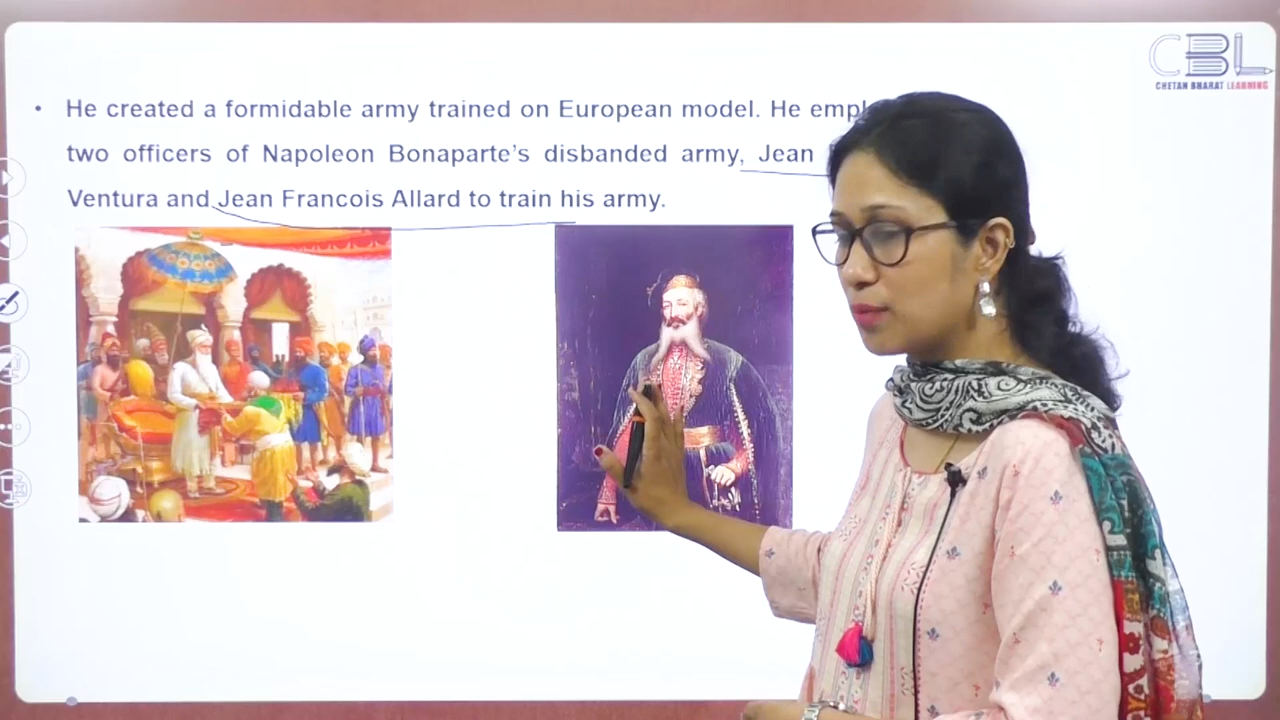 CBL
CHETAN BHARAT LEARNING
• He created a formidable army trained on European model. He
two officers of Napoleon Bonaparte's disbanded army, Jean
Ventura and Jean Francois Allard to train his army.